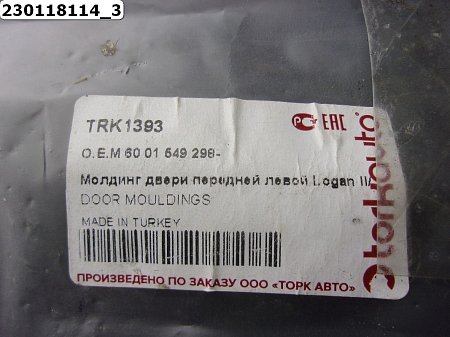 230118114_3
TRK1393
EAC
O.E.M 60 01 549 298-
Молдинг двери передней левой Logan II/
DOOR MOULDINGS
MADE IN TURKEY
ПРОИЗВЕДЕНО ПО ЗАКАЗУ ООО «ТОРК АВТО»
torkauto